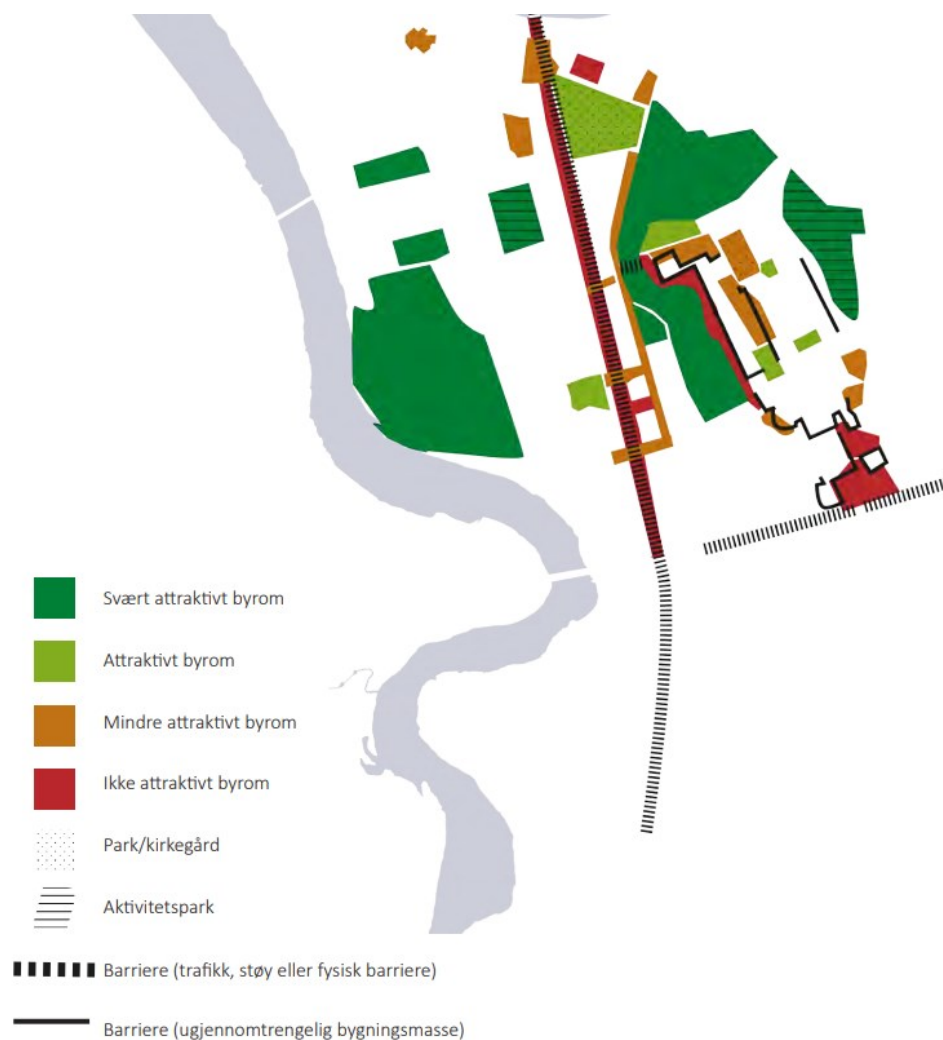 Svært attraktivt byrom
Attraktivt byrom
Mindre attraktivt byrom
Ikke attraktivt byrom
Park/kirkegård
Aktivitetspark
Barriere (trafikk, støy eller fysisk barriere)
Barriere (ugjennomtrengelig bygningsmasse)